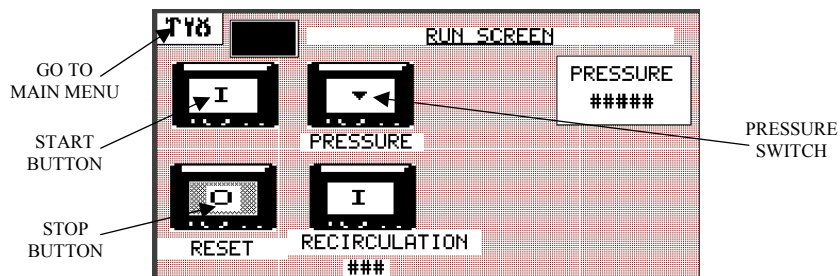 RUN SCREEN
GO TO
MAIN MENU
I
PRESSURE
#####
START
BUTTON
PRESSURE
PRESSURE
SWITCH
STOP
BUTTON
O
I
RESET
RECIRCULATION
###